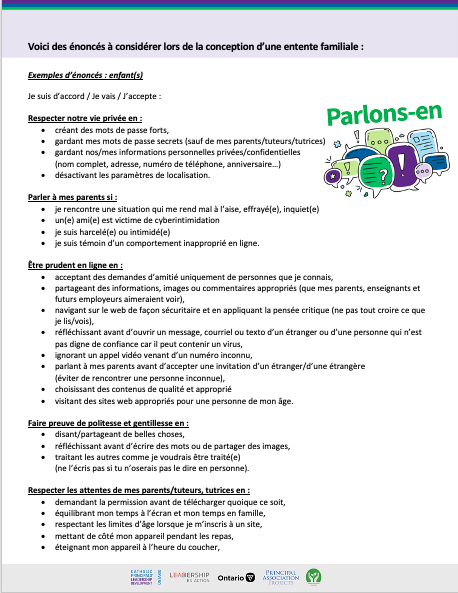 Voici des énoncés à considérer lors de la conception d'une entente familiale :
Exemples d'énoncés : enfant(s)
Je suis d'accord / Je vais / J'accepte :
Parlons-en
Respecter notre vie privée en :
• créant des mots de passe forts,
• gardant mes mots de passe secrets (sauf de mes parents/tuteurs/tutrices)
• gardant nos/mes informations personnelles privées/confidentielles
(nom complet, adresse, numéro de téléphone, anniversaire...)
• désactivant les paramètres de localisation.
Parler à mes parents si :
• je rencontre une situation qui me rend mal à l'aise, effrayé(e), inquiet(e)
• un(e) ami(e) est victime de cyberintimidation
• je suis harcelé(e) ou intimidé(e)
• je suis témoin d'un comportement inapproprié en ligne.
Être prudent en ligne en :
• acceptant des demandes d'amitié uniquement de personnes que je connais,
• partageant des informations, images ou commentaires appropriés (que mes parents, enseignants et
futurs employeurs aimeraient voir),
• navigant sur le web de façon sécuritaire et en appliquant la pensée critique (ne pas tout croire ce que
je lis/vois),
• réfléchissant avant d'ouvrir un message, courriel ou texto d'un étranger ou d'une personne qui n'est
pas digne de confiance car il peut contenir un virus,
• ignorant un appel vidéo venant d'un numéro inconnu,
• parlant à mes parents avant d'accepter une invitation d'un étranger/d'une étrangère
(éviter de rencontrer une personne inconnue),
• choisissant des contenus de qualité et approprié
• visitant des sites web appropriés pour une personne de mon âge.
Faire preuve de politesse et gentillesse en :
• disant/partageant de belles choses,
• réfléchissant avant d'écrire des mots ou de partager des images,
• traitant les autres comme je voudrais être traité(e)
(ne l'écris pas si tu n'oserais pas le dire en personne).
Respecter les attentes de mes parents/tuteurs, tutrices en :
• demandant la permission avant de télécharger quoique ce soit,
• équilibrant mon temps à l'écran et mon temps en famille,
• respectant les limites d'âge lorsque je m'inscris à un site,
• mettant de côté mon appareil pendant les repas,
• éteignant mon appareil à l'heure du coucher,
CATHOLIC
PRINCIPALS'
LEADERSHIP
DEVELOPMENT
ONTARIO
LEADERSHIP
EN ACTION
Ontario
PRINCIPAL
ASSOCIATION
PROJECTS